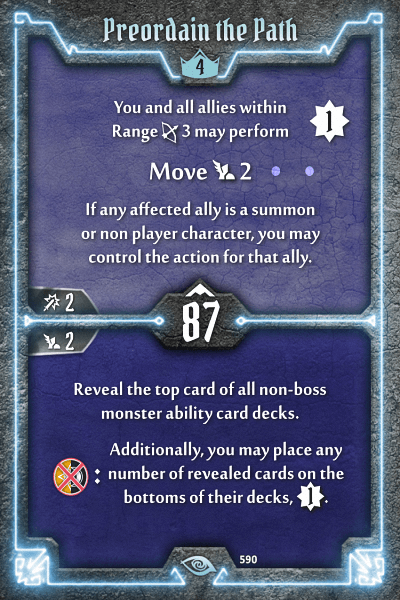 Preordain the Path
4
You and all allies within
Range 3 may perform
1
Move 2
If any affected ally is a summon
or non player character, you may
control the action for that ally.
2
87
2
Reveal the top card of all non-boss
monster ability card decks.
Additionally, you may place any
: number of revealed cards on the
bottoms of their decks, 1.
590